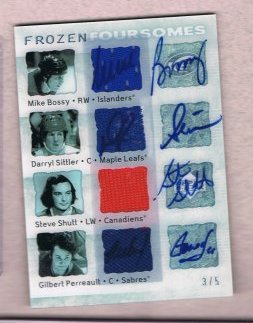 FROZEN FOURSOMES
Mike Bossy • RW • Islanders
Darryl Sittler • C • Maple Leafs
Steve Shutt • LW • Canadiens
Gilbert Perreault • C • Sabres
3/5